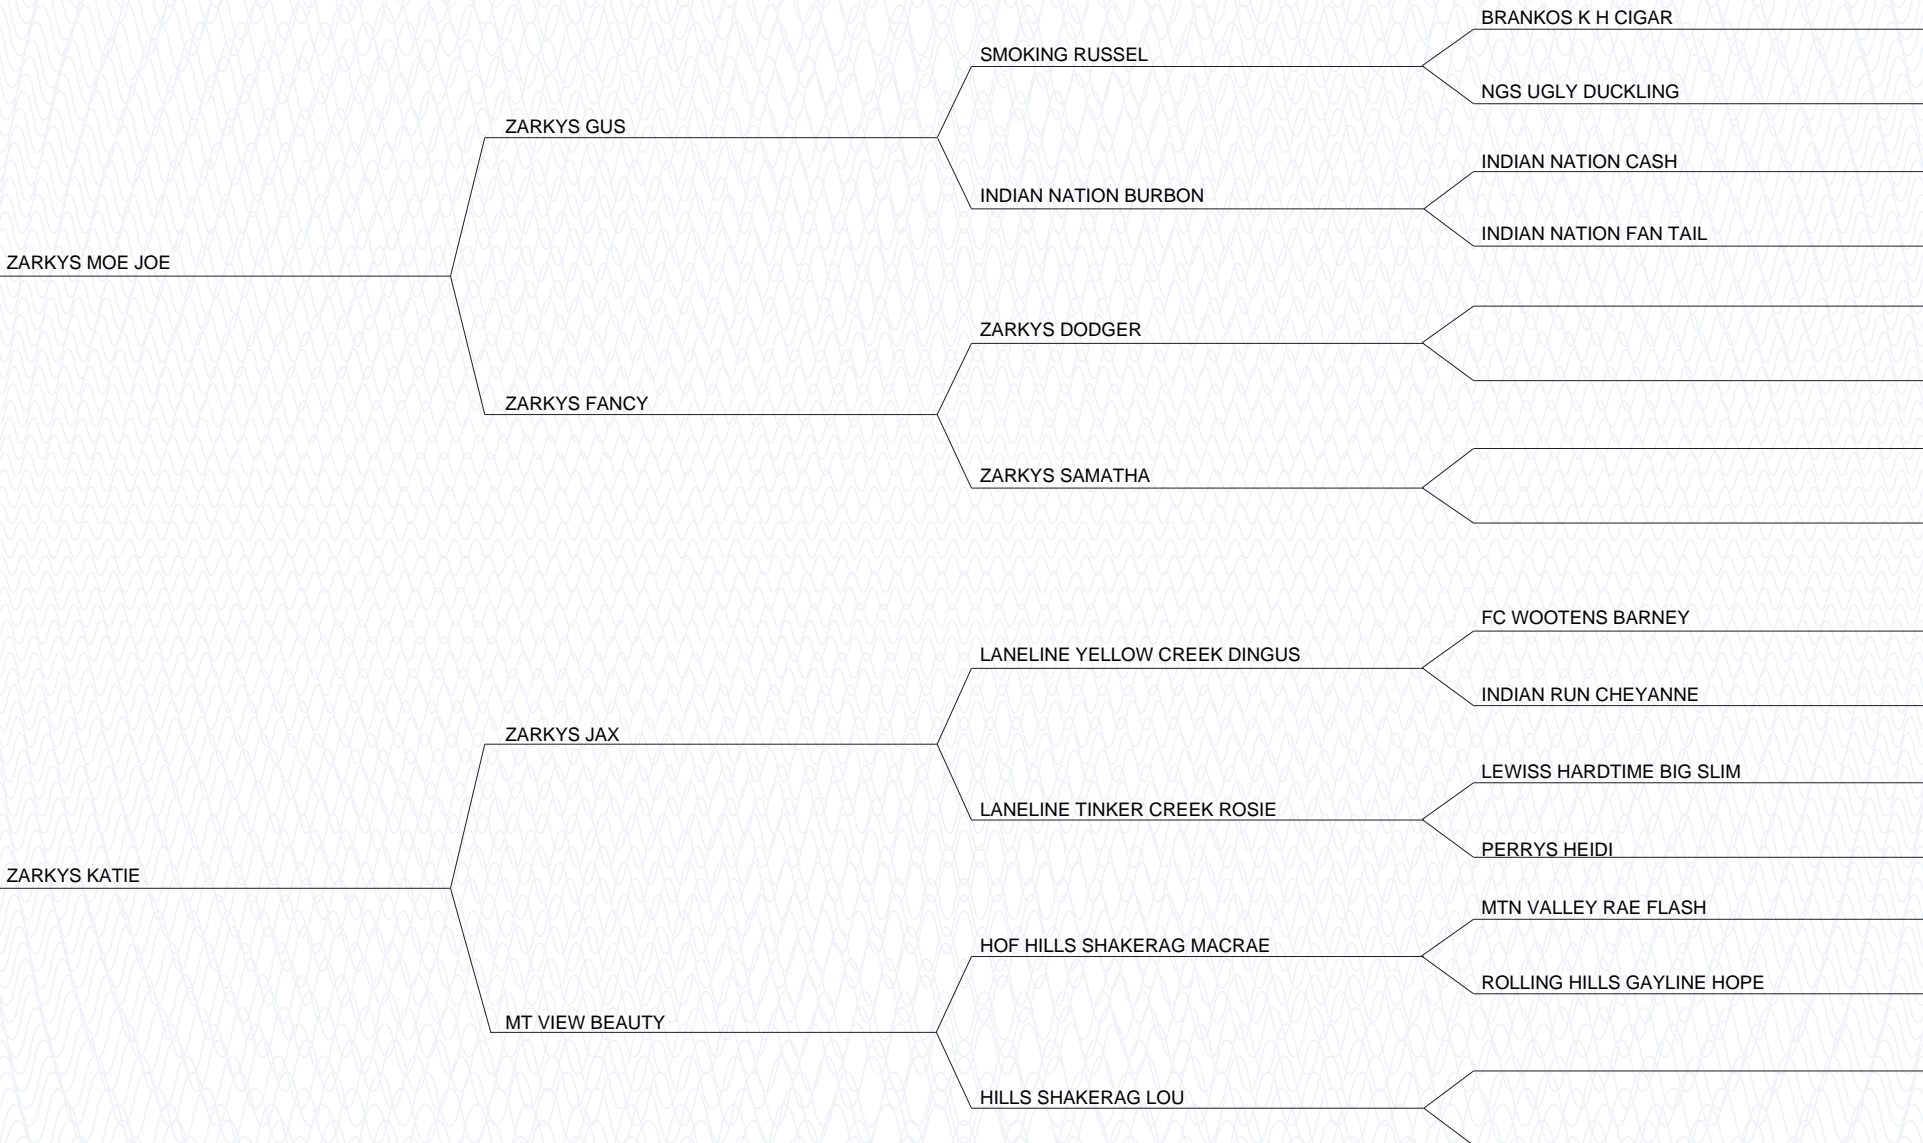 BRANKOS K H CIGAR
SMOKING RUSSEL
NGS UGLY DUCKLING
ZARKYS GUS
INDIAN NATION CASH
INDIAN NATION BURBON
INDIAN NATION FAN TAIL
ZARKYS MOE JOE
ZARKYS DODGER
ZARKYS FANCY
ZARKYS SAMATHA
FC WOOTENS BARNEY
LANELINE YELLOW CREEK DINGUS
INDIAN RUN CHEYANNE
ZARKYS JAX
LEWISS HARDTIME BIG SLIM
LANELINE TINKER CREEK ROSIE
PERRYS HEIDI
ZARKYS KATIE
MTN VALLEY RAE FLASH
HOF HILLS SHAKERAG MACRAE
ROLLING HILLS GAYLINE HOPE
MT VIEW BEAUTY
HILLS SHAKERAG LOU